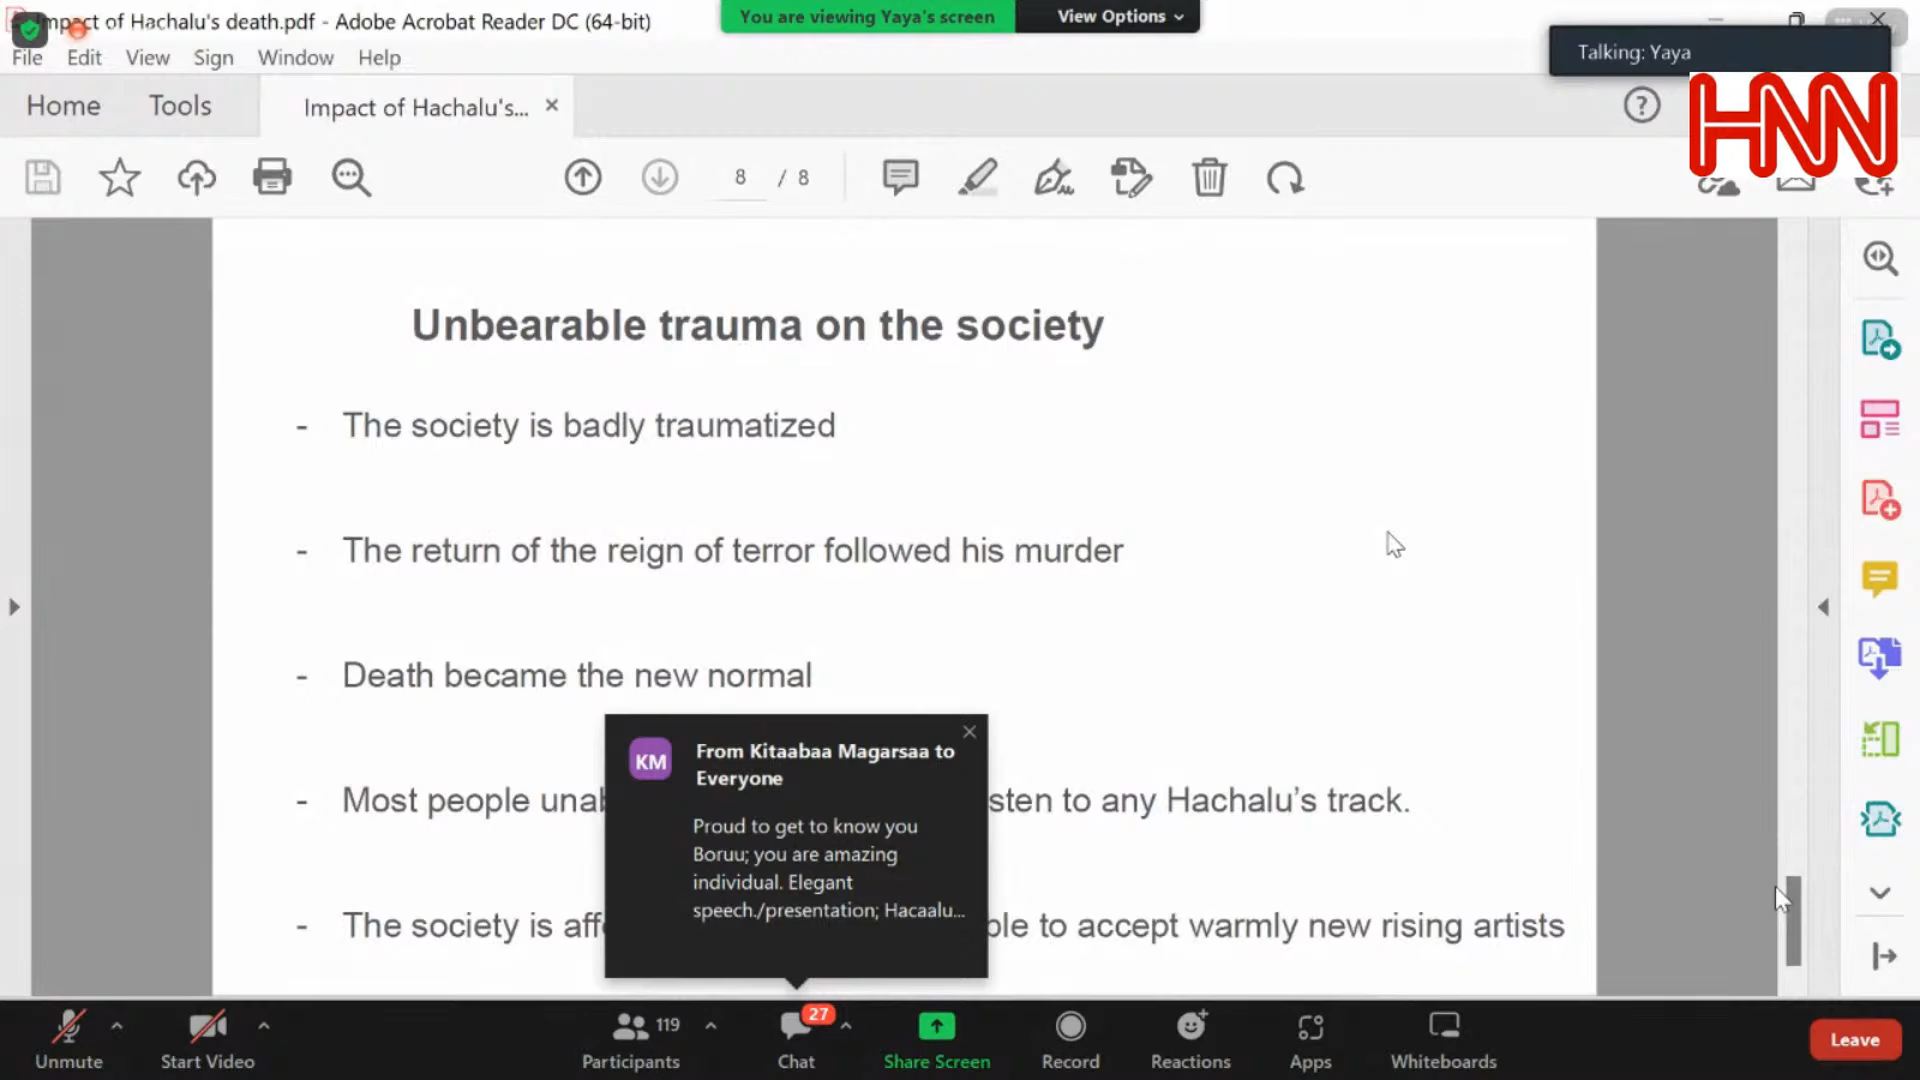 Impact of Hachalu's death.pdf - Adobe Acrobat Reader DC (64-bit)
You are viewing Yaya's screen
View Options
File Edit View Sign Window Help
Talking: Yaya
Home Tools
Impact of Hachalu's...
HNN
8 / 8
Unbearable trauma on the society
- The society is badly traumatized
- The return of the reign of terror followed his murder
- Death became the new normal
From Kitaabaa Magarsaa to
Everyone
KM
- Most people
to any Hachalu’s track.
Proud to get to know you
Boruu; you are amazing
individual. Elegant
speech./presentation; Hacaalu...
- The society is
to accept warmly new rising artists
119
27
Unmute
Start Video
Participants
Chat
Share Screen
Record
Reactions
Apps
Whiteboards
Leave